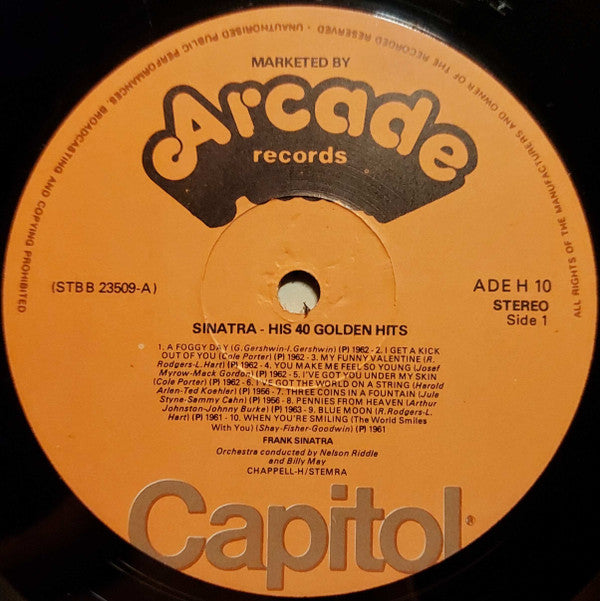 ALL RIGHTS OF THE MANUFACTURERS AND OWNER OF THE RECORDED RESERVED - UNAUTHORISED PUBLIC PERFORMANCES, BROADCASTING AND COPYING PROHIBITED
MARKETED BY
Arcade
records
(STBB 23509-A)
ADE H 10
STEREO
Side 1
SINATRA - HIS 40 GOLDEN HITS
1. A FOGGY DAY (G. Gershwin-I. Gershwin) (P) 1962 - 2. I GET A KICK
OUT OF YOU (Cole Porter) (P) 1962 - 3. MY FUNNY VALENTINE (R.
Rodgers-L. Hart) (P) 1962 - 4. YOU MAKE ME FEEL SO YOUNG (Josef
Myrow-Mack Gordon) (P) 1962 - 5. I'VE GOT YOU UNDER MY SKIN
(Cole Porter) (P) 1962 - 6. I'VE GOT THE WORLD ON A STRING (Harold
Arlen-Ted Koehler) (P) 1956 - 7. THREE COINS IN A FOUNTAIN (Jule
Styne-Sammy Cahn) (P) 1956 - 8. PENNIES FROM HEAVEN (Arthur
Johnston-Johnny Burke) (P) 1963 - 9. BLUE MOON (R. Rodgers-L.
Hart) (P) 1961 - 10. WHEN YOU'RE SMILING (The World Smiles
With You) (Shay-Fisher-Goodwin) (P) 1961
FRANK SINATRA
Orchestra conducted by Nelson Riddle
and Billy May
CHAPPELL-H/STEMRA
Capitol®